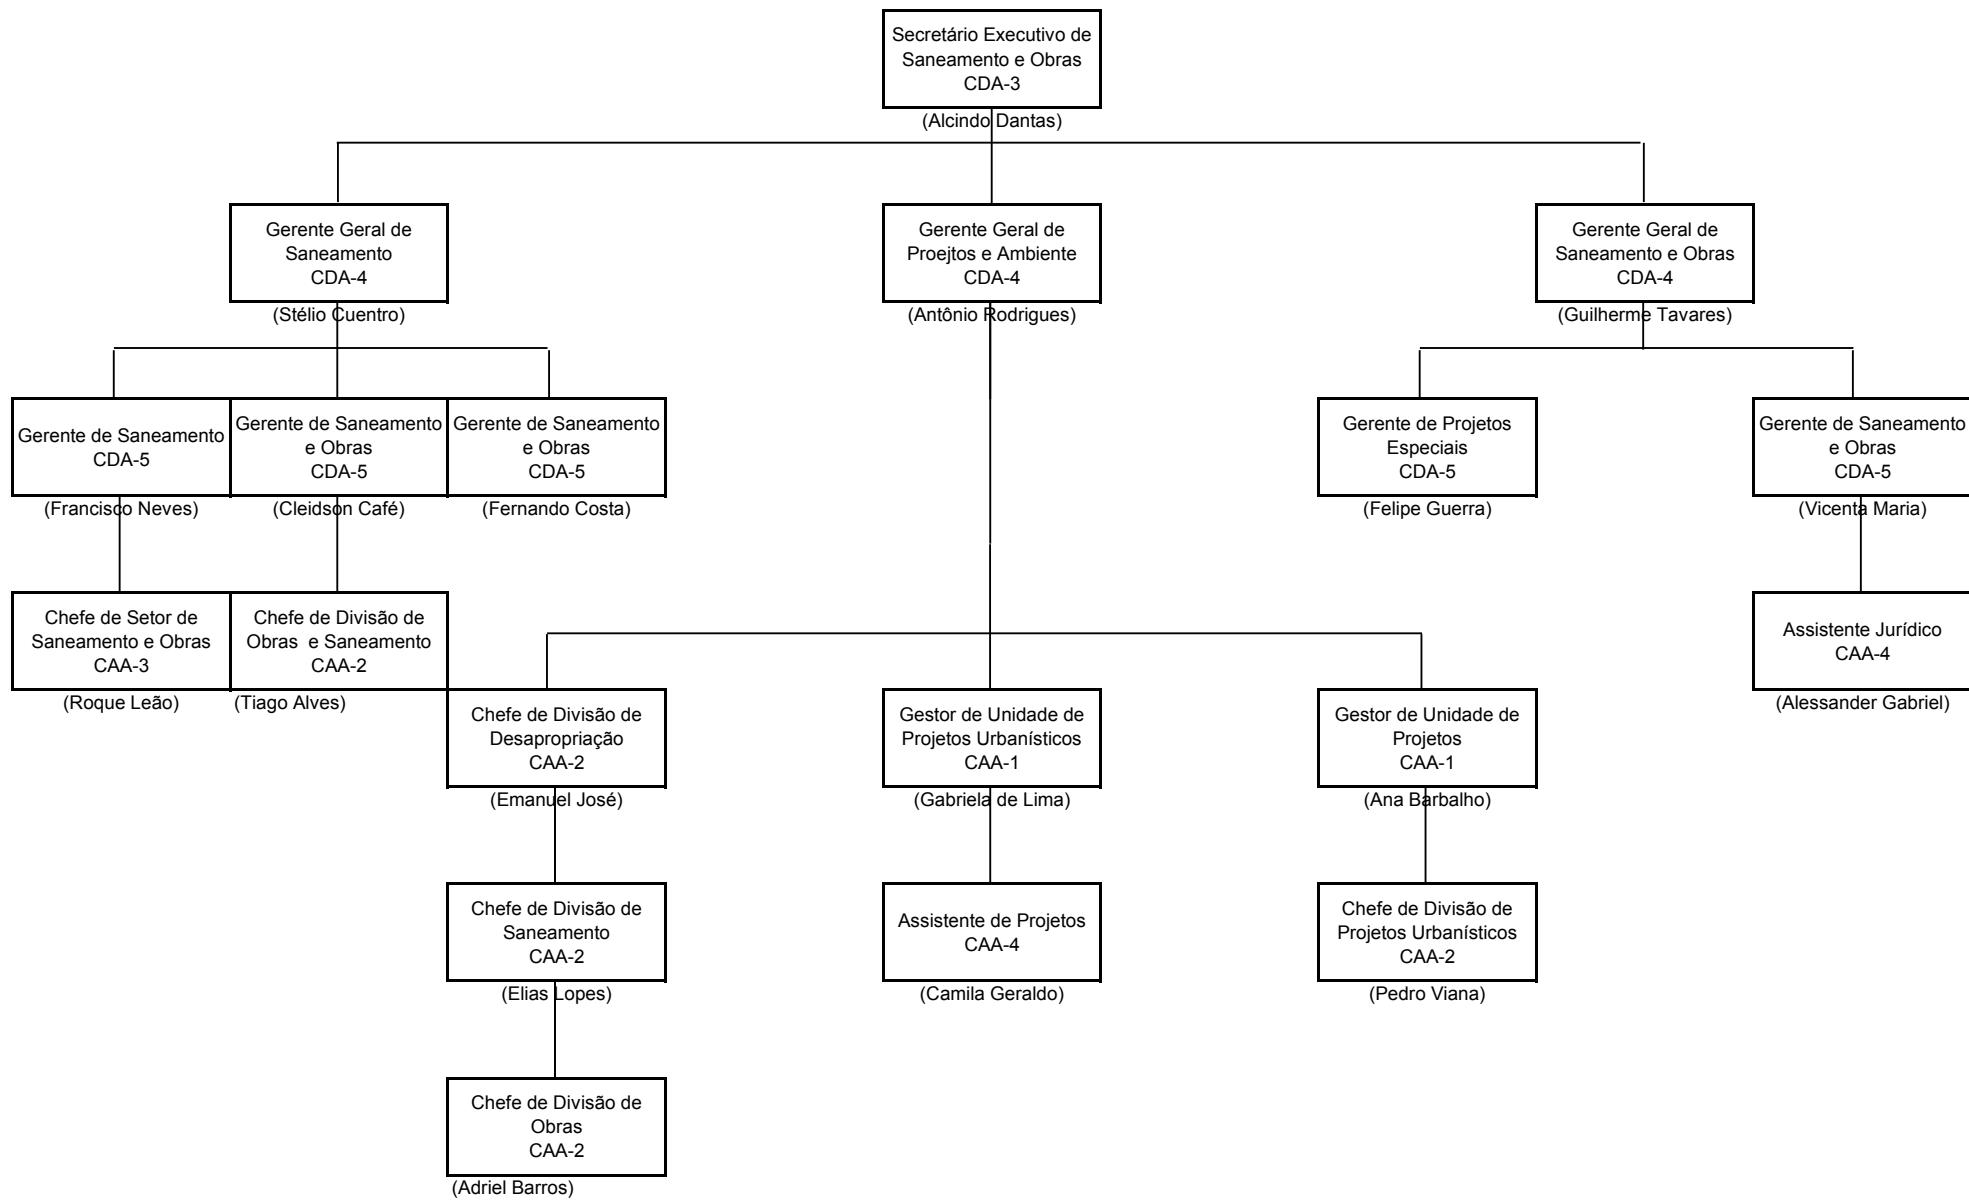 Secretário Executivo de
Saneamento e Obras
CDA-3
(Alcindo Dantas)
Gerente Geral de
Saneamento
CDA-4
(Stélio Cuentro)
Gerente Geral de
Proejtos e Ambiente
CDA-4
(Antônio Rodrigues)
Gerente Geral de
Saneamento e Obras
CDA-4
(Guilherme Tavares)
Gerente de Saneamento
CDA-5
(Francisco Neves)
Gerente de Saneamento
e Obras
CDA-5
(Cleidson Café)
Gerente de Saneamento
e Obras
CDA-5
(Fernando Costa)
Gerente de Projetos
Especiais
CDA-5
(Felipe Guerra)
Gerente de Saneamento
e Obras
CDA-5
(Vicenta Maria)
Chefe de Setor de
Saneamento e Obras
CAA-3
(Roque Leão)
Chefe de Divisão de
Obras  e Saneamento
CAA-2
(Tiago Alves)
Assistente Jurídico
CAA-4
(Alessander Gabriel)
Chefe de Divisão de
Desapropriação
CAA-2
(Emanuel José)
Gestor de Unidade de
Projetos Urbanísticos
CAA-1
(Gabriela de Lima)
Gestor de Unidade de
Projetos
CAA-1
(Ana Barbalho)
Chefe de Divisão de
Saneamento
CAA-2
(Elias Lopes)
Assistente de Projetos
CAA-4
(Camila Geraldo)
Chefe de Divisão de
Projetos Urbanísticos
CAA-2
(Pedro Viana)
Chefe de Divisão de
Obras
CAA-2
(Adriel Barros)